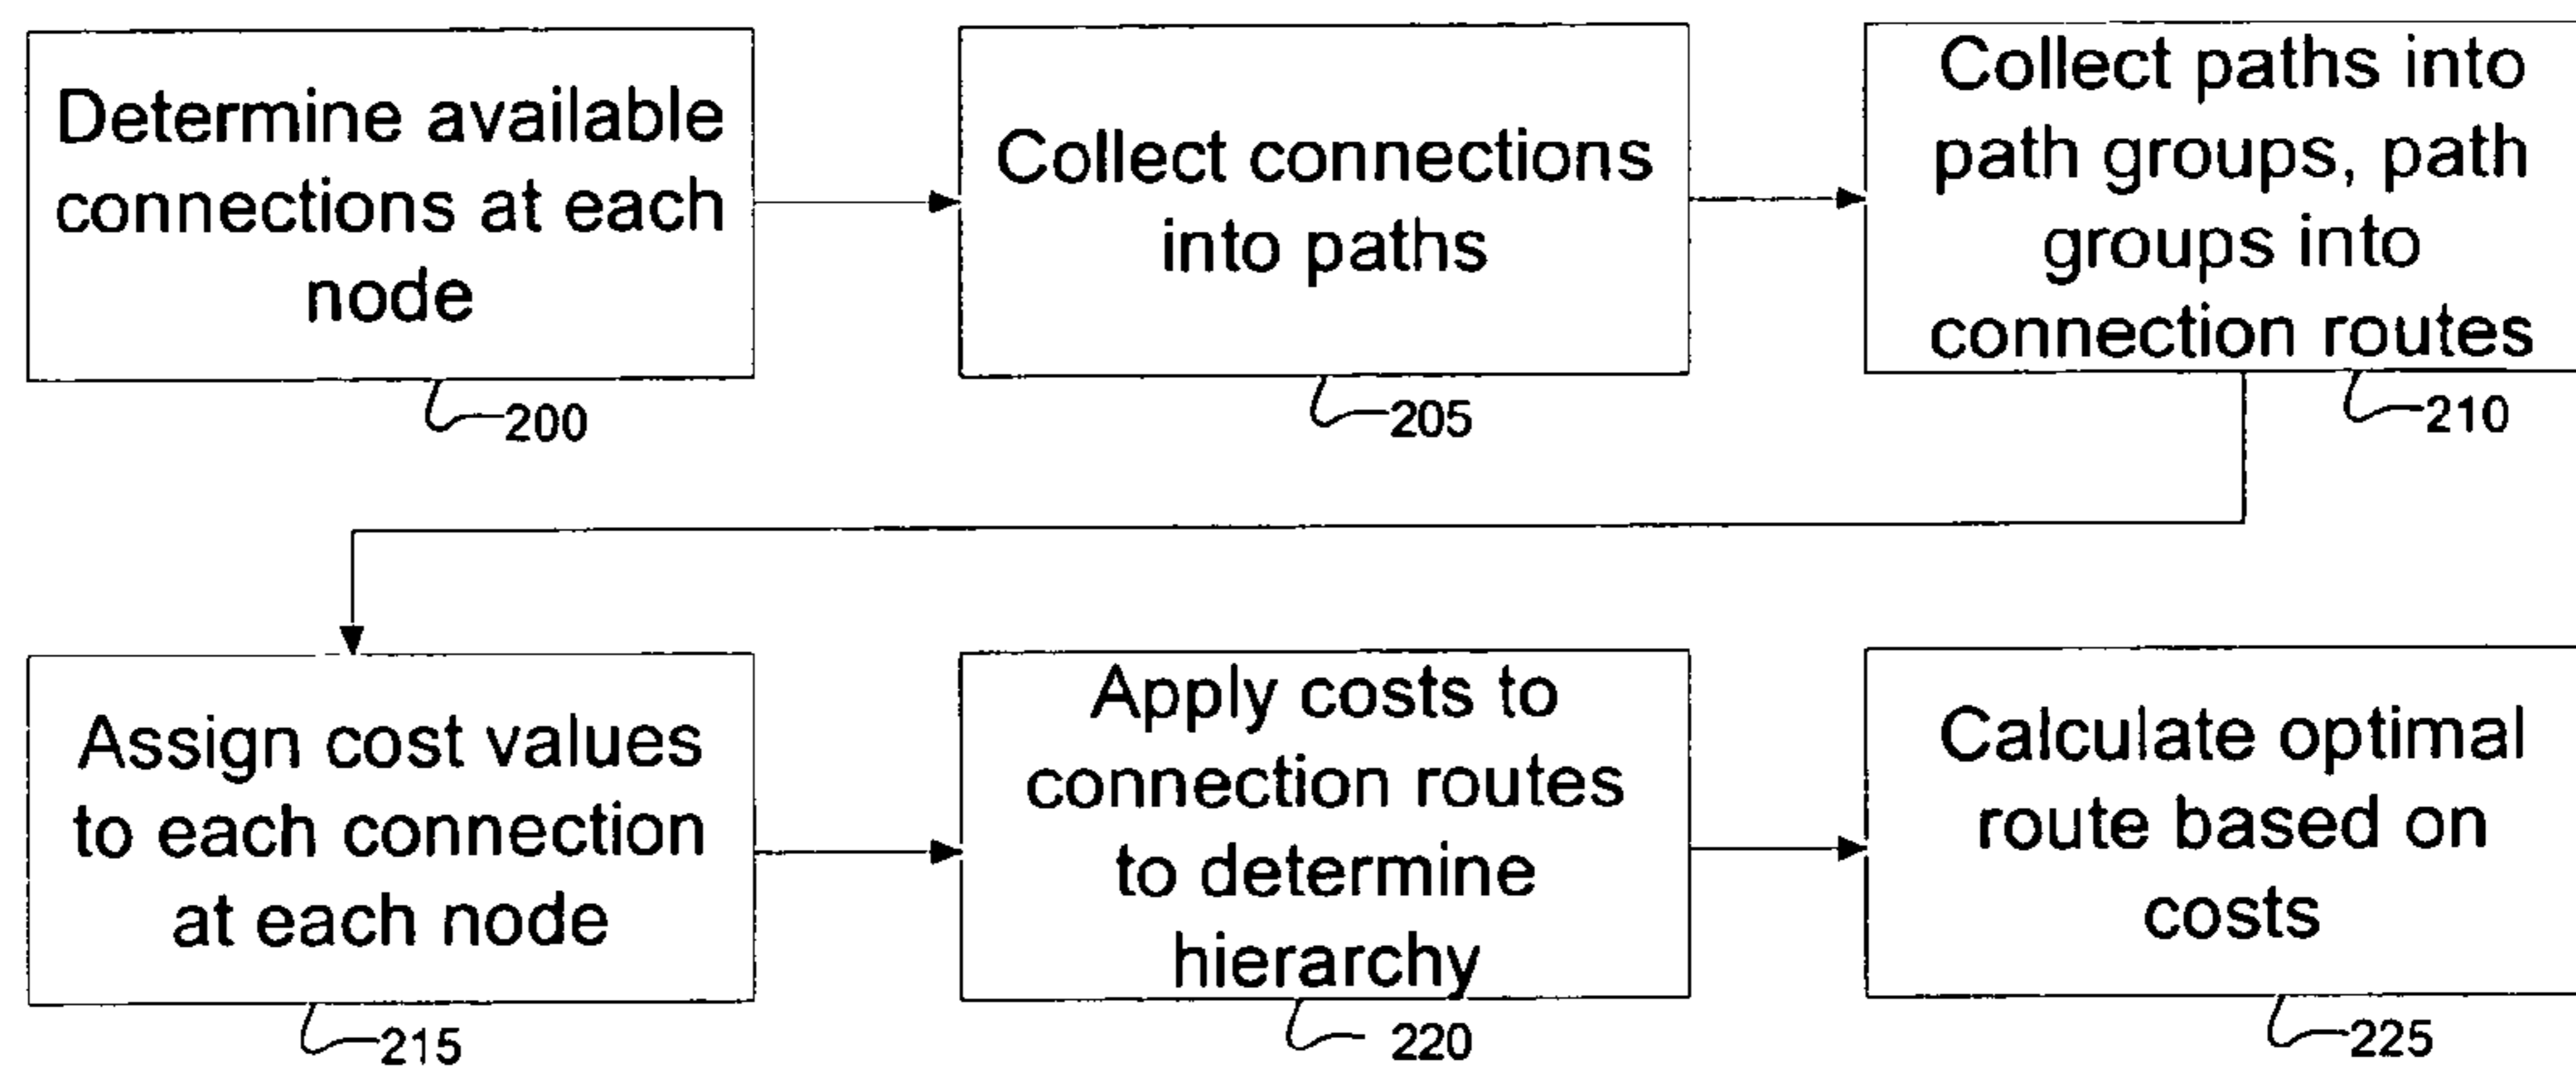 Determine available
connections at each
node
200
Collect connections
into paths
205
Collect paths into
path groups, path
groups into
connection routes
210
Assign cost values
to each connection
at each node
215
Apply costs to
connection routes
to determine
hierarchy
220
Calculate optimal
route based on
costs
225